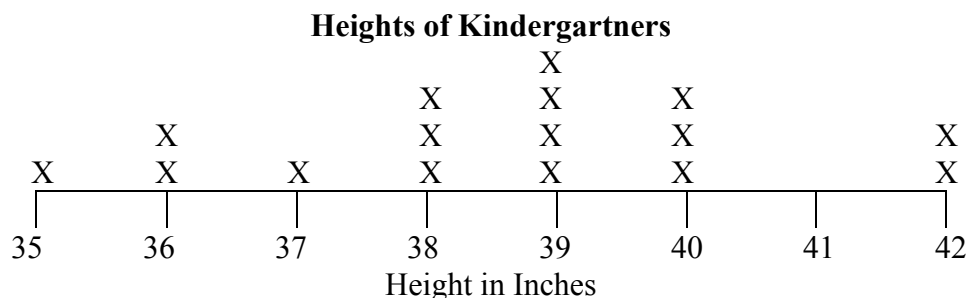 Heights of Kindergartners
X
X X X
X X X X X
X X X X X X X
35 36 37 38 39 40 41 42
Height in Inches